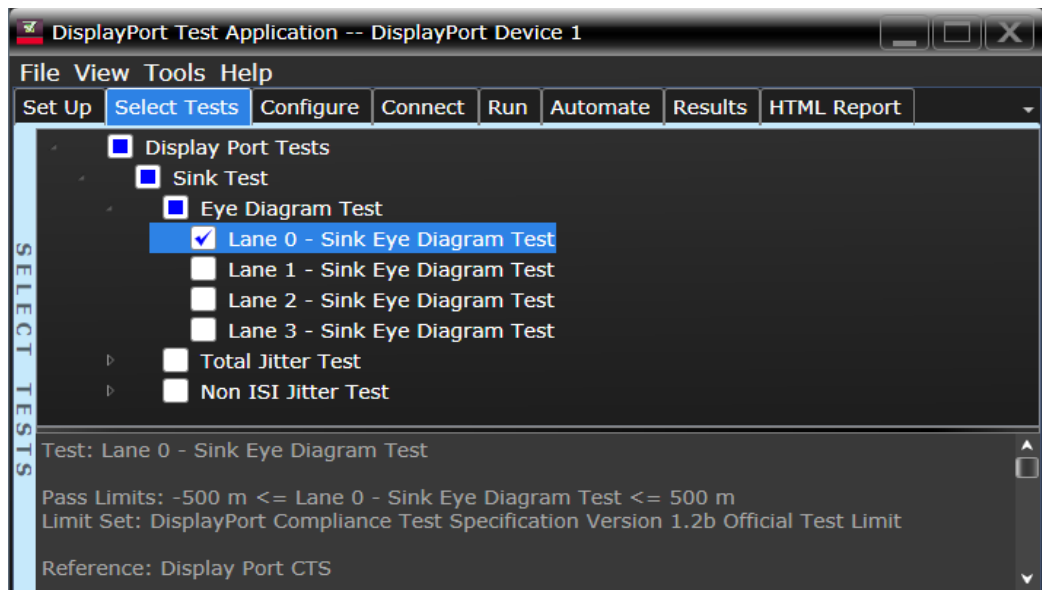 DisplayPort Test Application -- DisplayPort Device 1
File View Tools Help
Set Up Select Tests Configure Connect Run Automate Results HTML Report
SELECT TESTS
Display Port Tests
Sink Test
Eye Diagram Test
Lane 0 - Sink Eye Diagram Test
Lane 1 - Sink Eye Diagram Test
Lane 2 - Sink Eye Diagram Test
Lane 3 - Sink Eye Diagram Test
Total Jitter Test
Non ISI Jitter Test
Test: Lane 0 - Sink Eye Diagram Test
Pass Limits: -500 m <= Lane 0 - Sink Eye Diagram Test <= 500 m
Limit Set: DisplayPort Compliance Test Specification Version 1.2b Official Test Limit
Reference: Display Port CTS